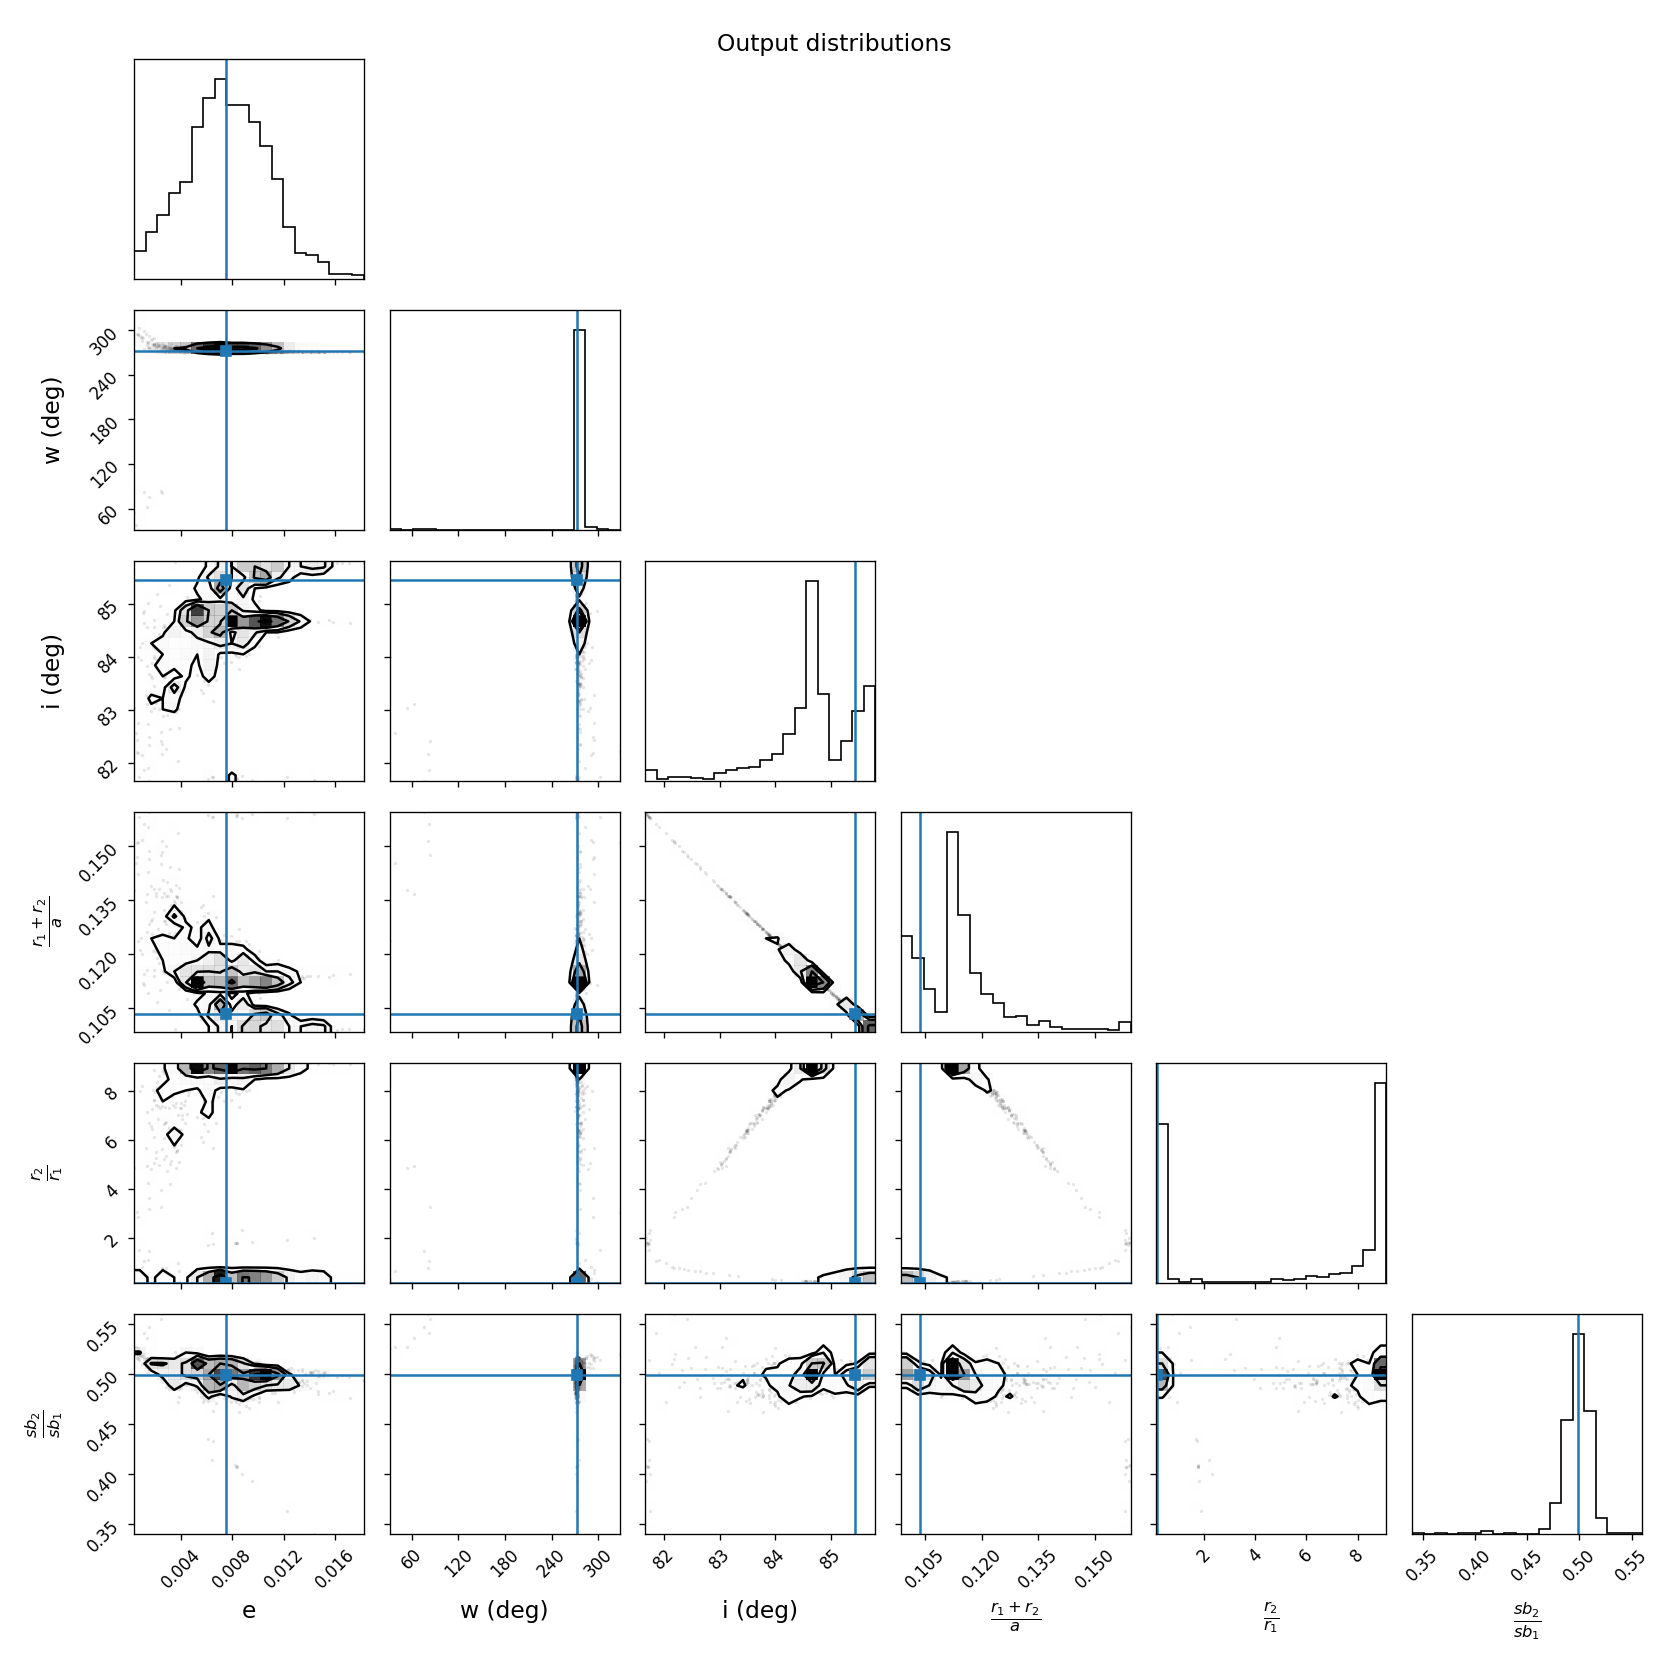 Output distributions
300
240
180
120
60
w (deg)
85
84
83
82
i (deg)
0.150
0.135
0.120
0.105
r₁ + r₂
a
8
6
4
2
r₂
r₁
0.55
0.50
0.45
0.40
0.35
sb₂
sb₁
0.004 0.008 0.012 0.016 60 120 180 240 300 82 83 84 85 0.105 0.120 0.135 0.150 2 4 6 8 0.35 0.40 0.45 0.50 0.55
e w (deg) i (deg)
r₁ + r₂
a
r₂
r₁
sb₂
sb₁